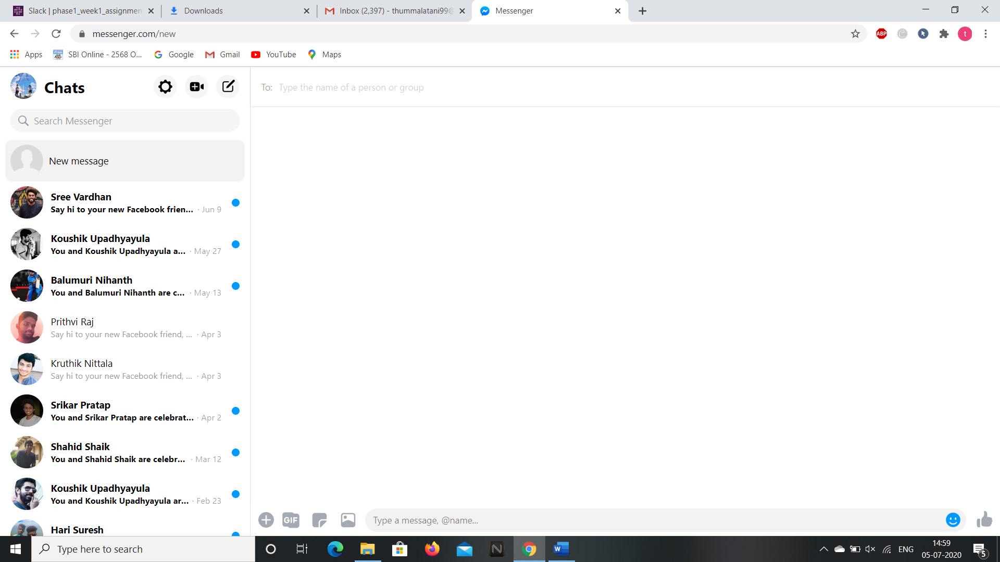 Slack | phase1_week1_assignmen
Downloads
Inbox (2,397) - thummalatani99@
Messenger
messenger.com/new
ABP
t
Apps
SBI Online - 2568 O...
Google
Gmail
YouTube
Maps
Chats
Search Messenger
New message
Sree Vardhan
Say hi to your new Facebook frien... · Jun 9
Koushik Upadhyayula
You and Koushik Upadhyayula a... · May 27
Balumuri Nihanth
You and Balumuri Nihanth are c... · May 13
Prithvi Raj
Say hi to your new Facebook friend, ... · Apr 3
Kruthik Nittala
Say hi to your new Facebook friend, ... · Apr 3
Srikar Pratap
You and Srikar Pratap are celebrat... · Apr 2
Shahid Shaik
You and Shahid Shaik are celebr... · Mar 12
Koushik Upadhyayula
You and Koushik Upadhyayula ar... · Feb 23
Hari Suresh
To: Type the name of a person or group
GIF
Type a message, @name...
Type here to search
N
W
ENG
14:59
05-07-2020
5